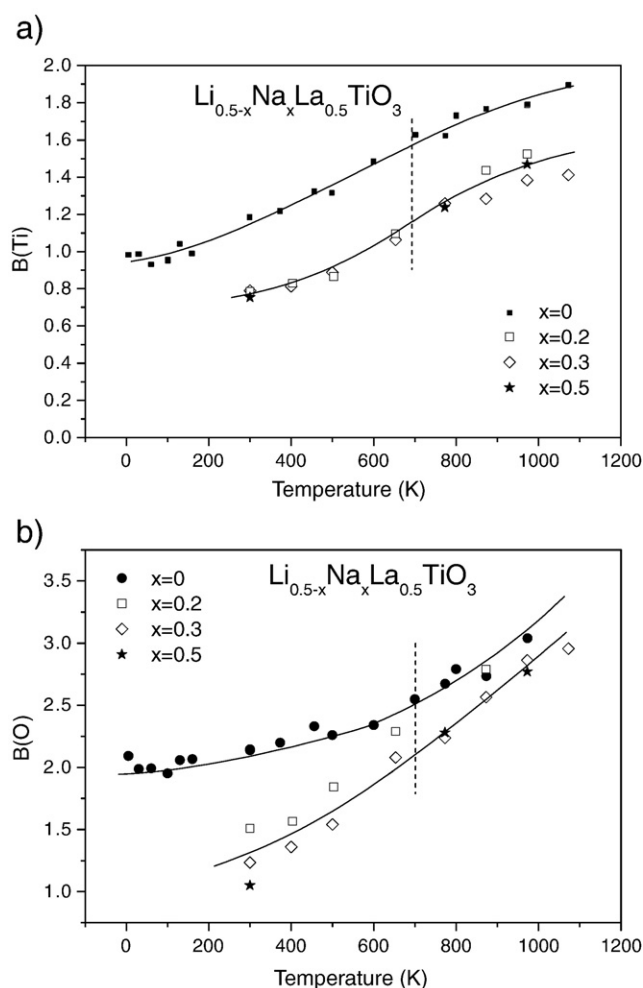 a)
Li0.5-xNaxLa0.5TiO3
B(Ti)
2.0
1.8
1.6
1.4
1.2
1.0
0.8
0.6
0.4
0.2
0.0
x=0
x=0.2
x=0.3
x=0.5
0 200 400 600 800 1000 1200
Temperature (K)
b)
x=0
x=0.2
x=0.3
x=0.5
Li0.5-xNaxLa0.5TiO3
B(O)
3.5
3.0
2.5
2.0
1.5
1.0
0 200 400 600 800 1000 1200
Temperature (K)